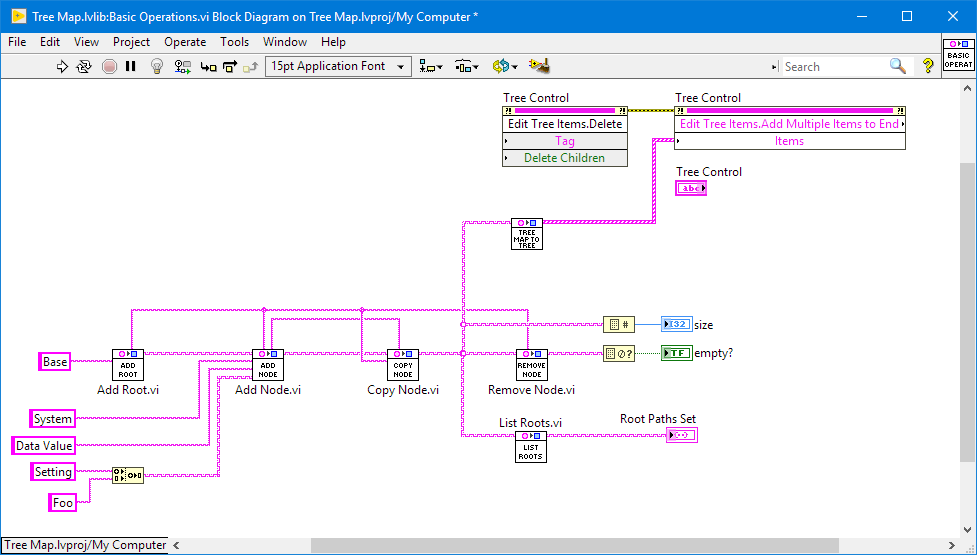 Tree Map.lvlib:Basic Operations.vi Block Diagram on Tree Map.lvproj/My Computer *
File Edit View Project Operate Tools Window Help
15pt Application Font
Search
?
BASIC
OPERAT
Tree Control
Tree Control
?! ?!
?! ?!
Edit Tree Items.Delete
Edit Tree Items.Add Multiple Items to End
Tag
Items
Delete Children
Tree Control
abc
TREE
MAP TO
TREE
# I32 size
Base
ADD
ROOT
Add Root.vi
ADD
NODE
Add Node.vi
COPY
NODE
Copy Node.vi
REMOVE
NODE
Remove Node.vi
? TF empty?
System
List Roots.vi
LIST
ROOTS
Root Paths Set
Data Value
Setting
Foo
Tree Map.lvproj/My Computer